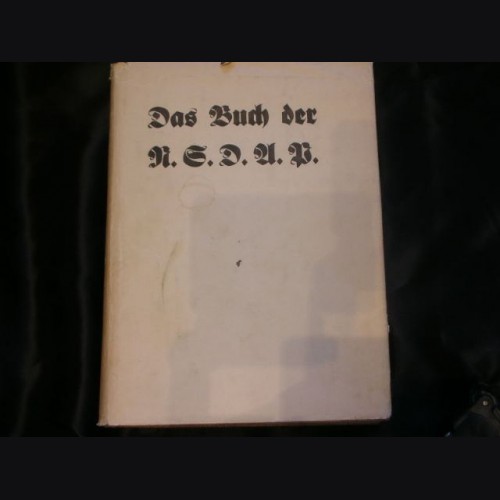 Das Buch der
N. S. D. A. P.